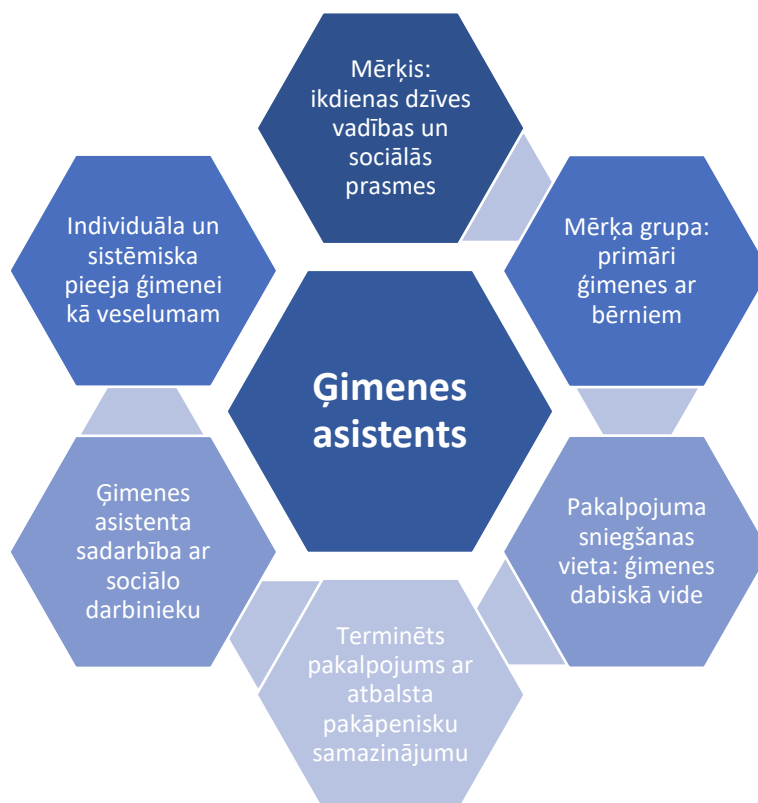 Mērķis:
ikdienas dzīves
vadības un
sociālās
prasmes
Mērķa grupa:
primāri
ģimenes ar
bērniem
Pakalpojuma
sniegšanas
vieta: ģimenes
dabiskā vide
Terminēts
pakalpojums ar
atbalsta
pakāpenisku
samazinājumu
Ģimenes
asistenta
sadarbība ar
sociālo
darbinieku
Individuāla un
sistēmiska
pieeja ģimenei
kā veselumam
Ģimenes
asistents